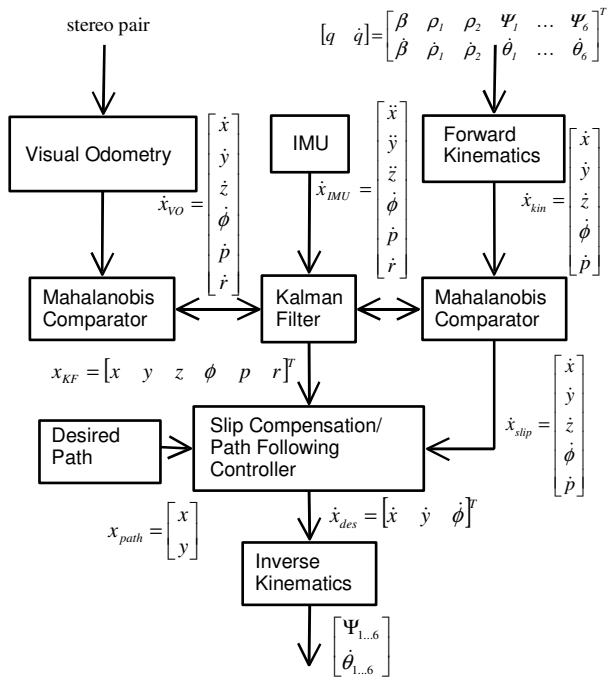 stereo pair
[q q̇] = [β ρ₁ ρ₂ Ψ₁ … Ψ₆
β̇ ρ̇₁ ρ̇₂ θ̇₁ … θ̇₆]ᵀ
Visual Odometry
IMU
Forward
Kinematics
ẋ_VO = [ẋ
ẏ
ż
ϕ̇
ṗ
ṙ]
ẋ_IMU = [ẍ
ÿ
z̈
ϕ̇
ṗ
ṙ]
ẋ_kin = [ẋ
ẏ
ż
ϕ̇
ṗ]
Mahalanobis
Comparator
Kalman
Filter
Mahalanobis
Comparator
x_KF = [x y z ϕ p r]ᵀ
Desired
Path
Slip Compensation/
Path Following
Controller
ẋ_slip = [ẋ
ẏ
ż
ϕ̇
ṗ]
x_path = [x
y]
ẋ_des = [ẋ ẏ ϕ̇]ᵀ
Inverse
Kinematics
[Ψ₁...₆
θ̇₁...₆]